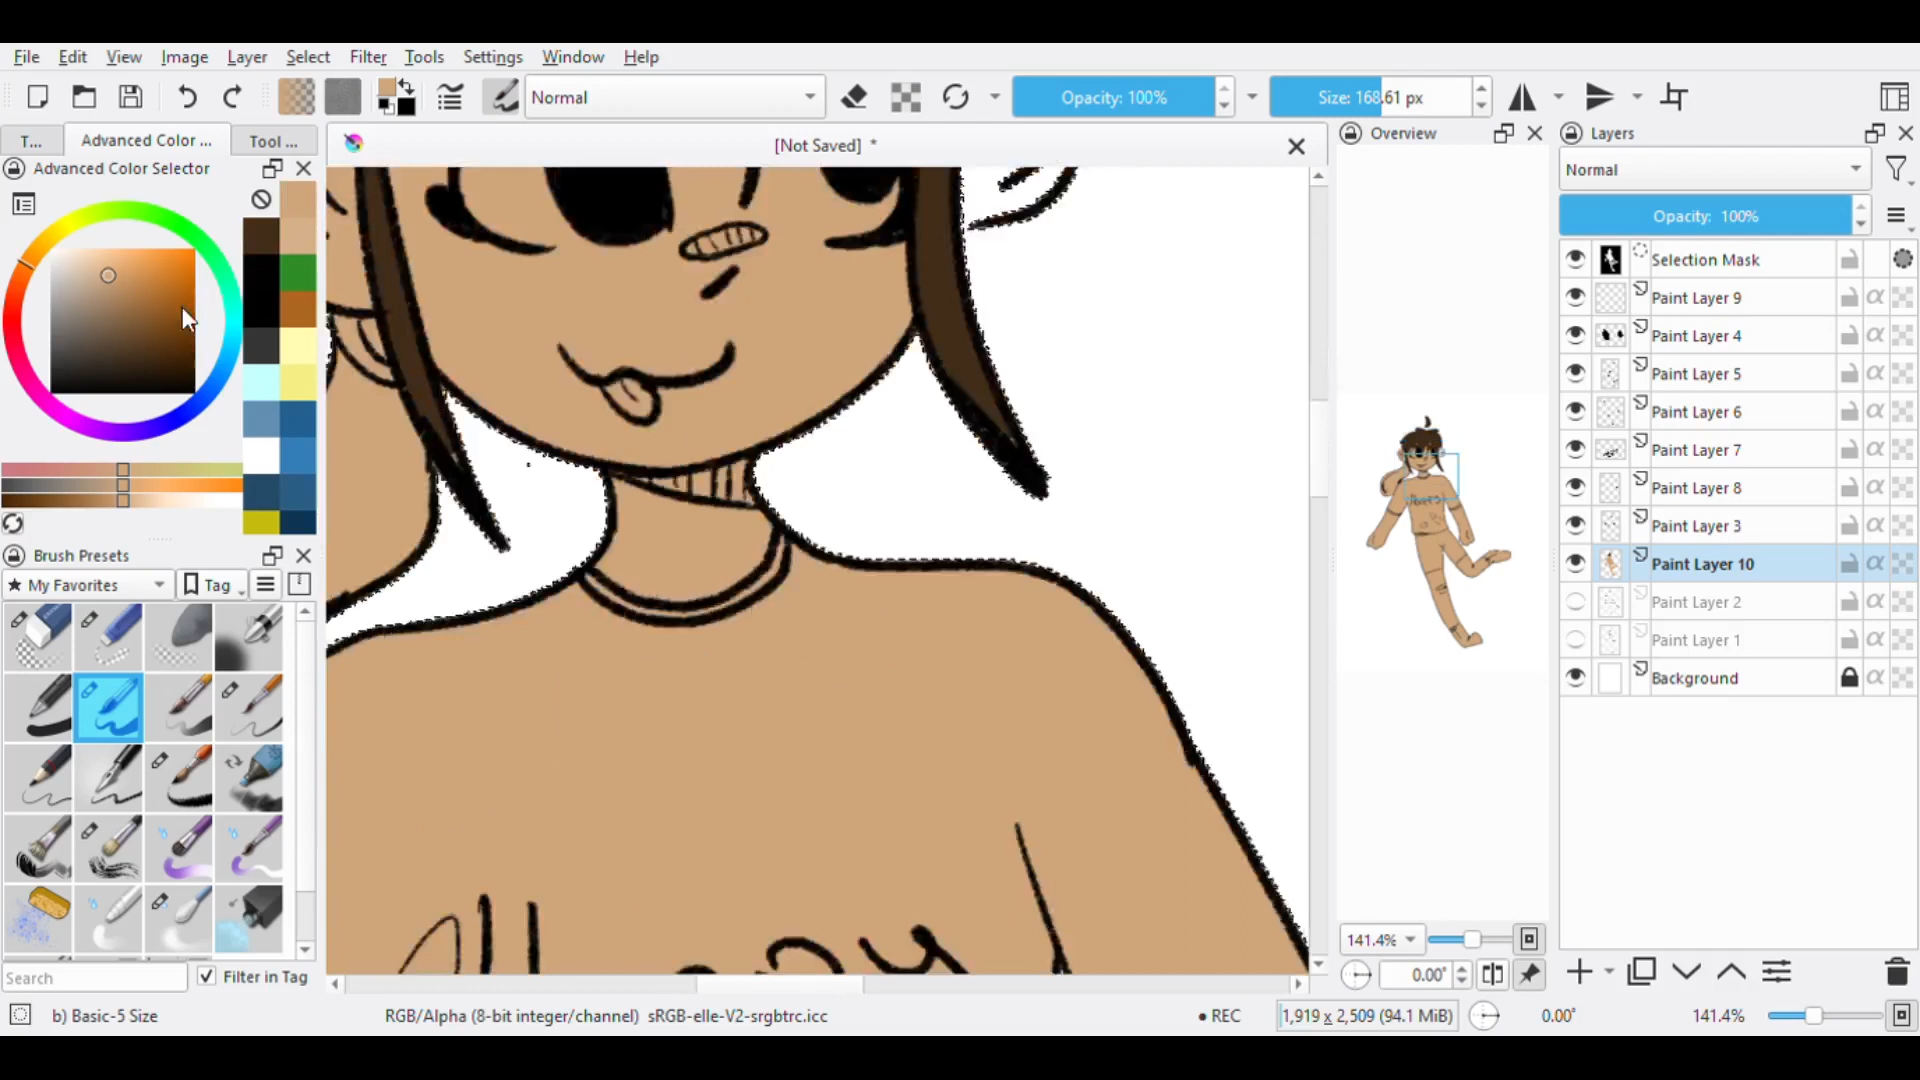 File Edit View Image Layer Select Filter Tools Settings Window Help
Normal
Opacity: 100%
Size: 168.61 px
T...
Advanced Color ...
Tool ...
[Not Saved] *
Overview
Layers
Advanced Color Selector
Normal
Opacity: 100%
Selection Mask
Paint Layer 9
Paint Layer 4
Paint Layer 5
Paint Layer 6
Paint Layer 7
Paint Layer 8
Paint Layer 3
Paint Layer 10
Paint Layer 2
Paint Layer 1
Background
Brush Presets
★ My Favorites
Tag
Search
Filter in Tag
141.4%
0.00°
b) Basic-5 Size
RGB/Alpha (8-bit integer/channel) sRGB-elle-V2-srgbtrc.icc
● REC
1,919 x 2,509 (94.1 MiB)
0.00°
141.4%